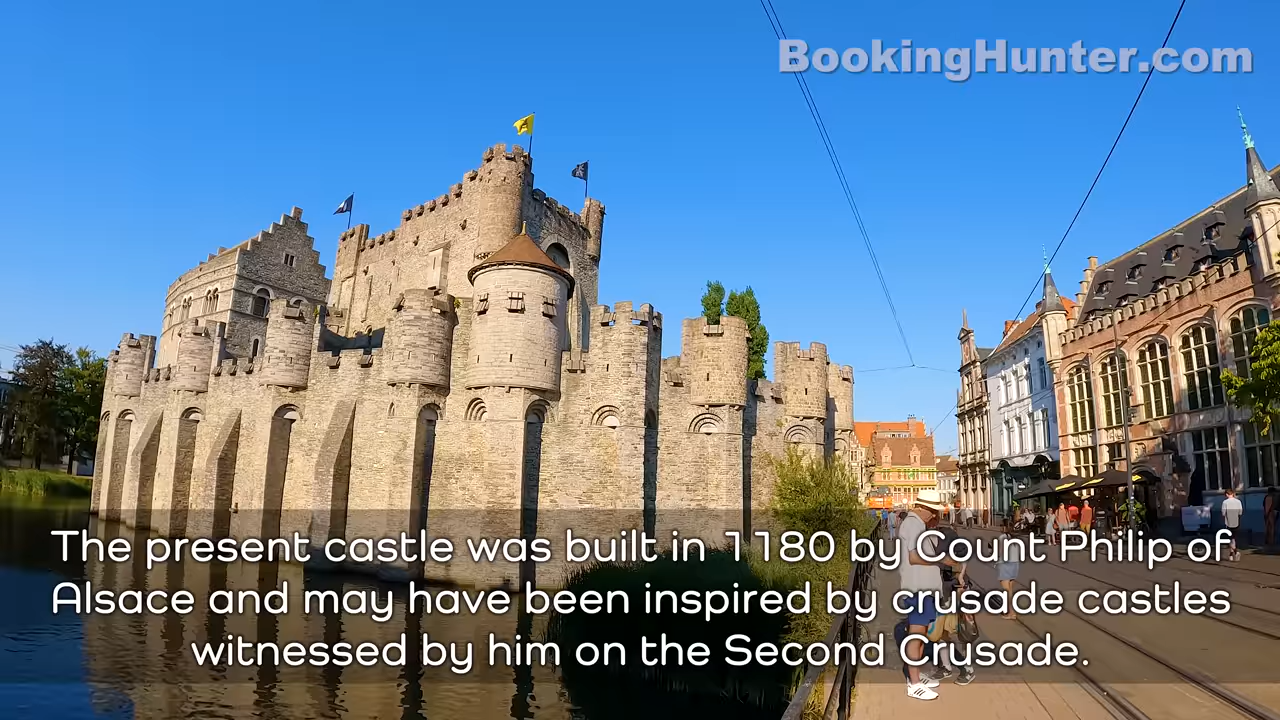 BookingHunter.com
The present castle was built in 1180 by Count Philip of
Alsace and may have been inspired by crusade castles
witnessed by him on the Second Crusade.